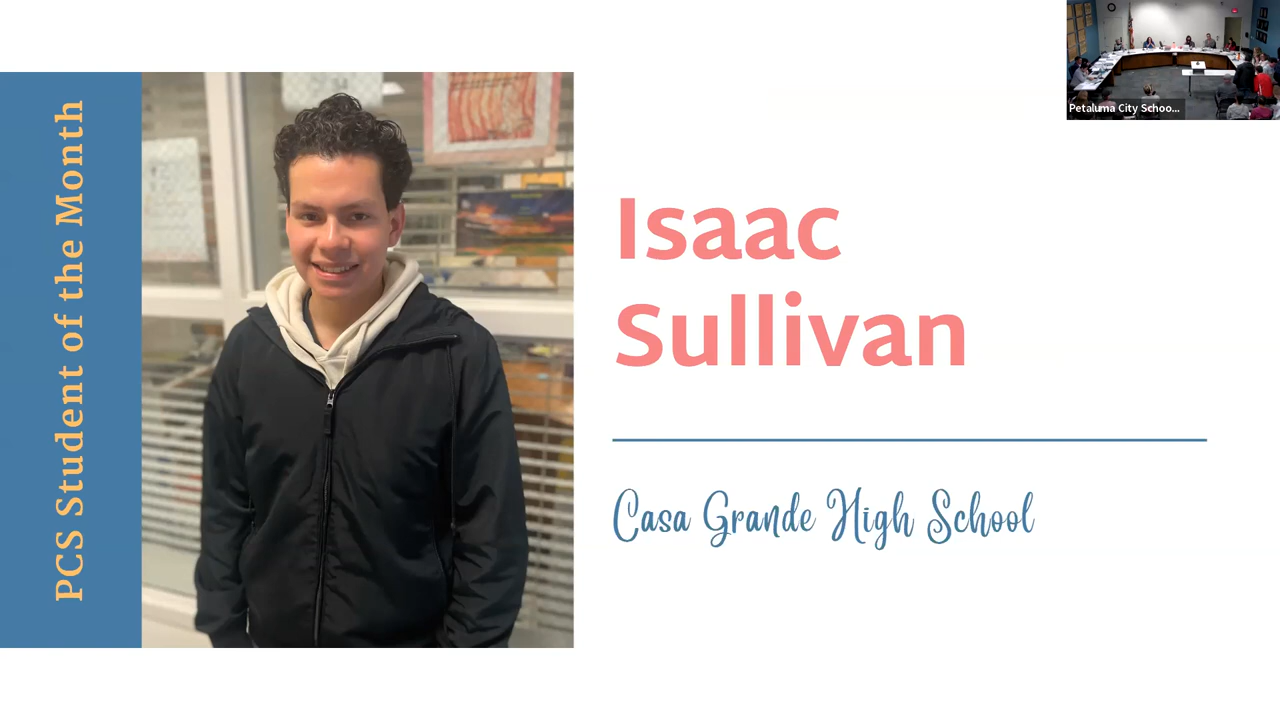 PCS Student of the Month
Isaac
Sullivan
Casa Grande High School
Petaluma City Schoo...